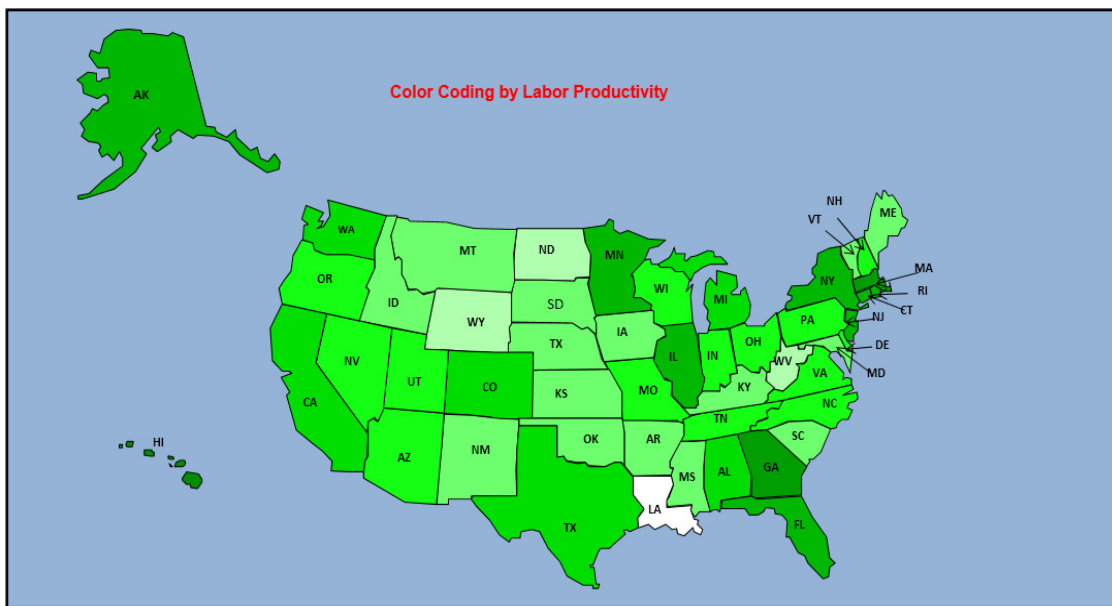 AK
Color Coding by Labor Productivity
NH
VT
ME
WA
MT
ND
MN
OR
ID
SD
WI
MI
NY
MA
RI
CT
WY
IA
PA
NJ
NV
UT
CO
TX
IL
IN
OH
DE
MD
CA
KS
MO
KY
WV
VA
HI
AZ
NM
OK
AR
TN
NC
SC
MS
AL
GA
TX
LA
FL